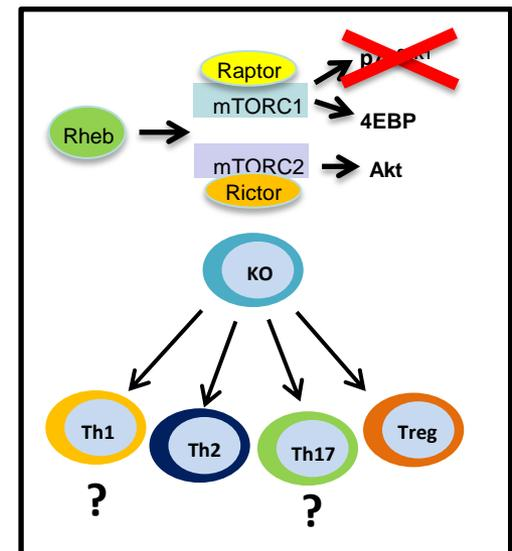 Raptor
mTORC1
4EBP
Rheb
mTORC2
Akt
Rictor
KO
Th1
Th2
Th17
Treg
?
?